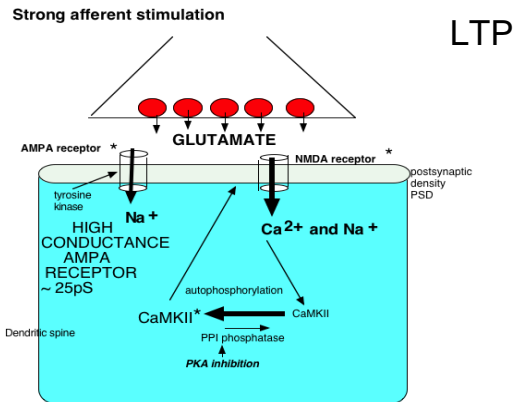 Strong afferent stimulation
LTP
GLUTAMATE
AMPA receptor *
NMDA receptor *
postsynaptic
density
PSD
tyrosine
kinase
Na +
Ca 2+ and Na +
HIGH
CONDUCTANCE
AMPA
RECEPTOR
~ 25pS
autophosphorylation
CaMKII*
CaMKII
PPI phosphatase
Dendritic spine
PKA inhibition